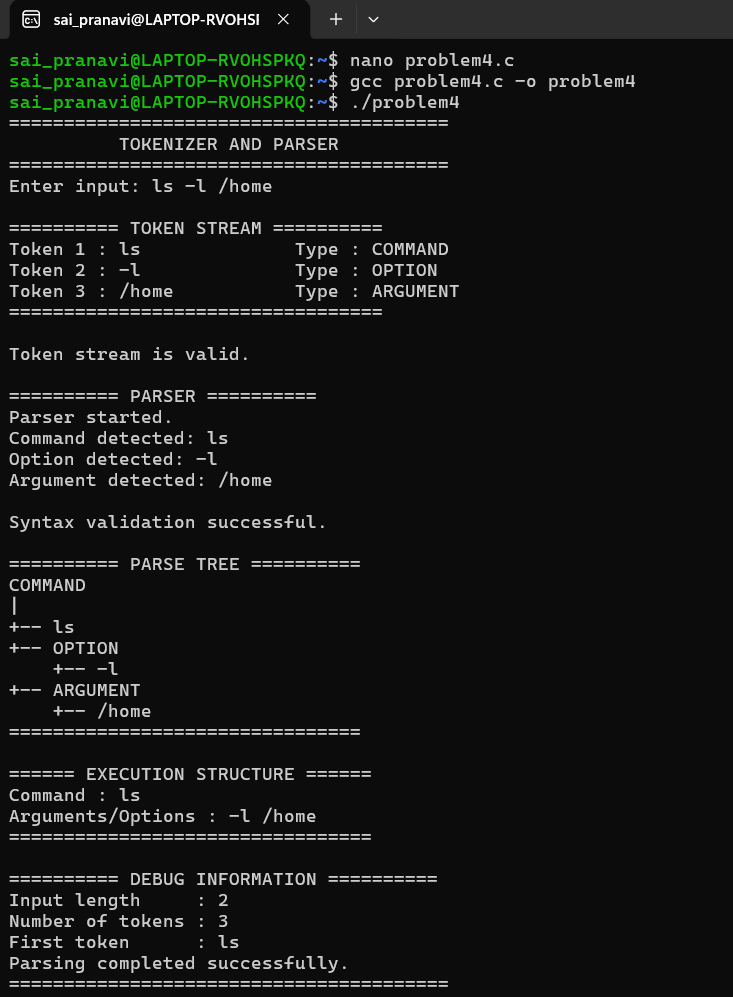 sai_pranavi@LAPTOP-RVOHSI
sai_pranavi@LAPTOP-RVOHSPKQ:~$ nano problem4.c
sai_pranavi@LAPTOP-RVOHSPKQ:~$ gcc problem4.c -o problem4
sai_pranavi@LAPTOP-RVOHSPKQ:~$ ./problem4
========================================
          TOKENIZER AND PARSER
========================================
Enter input: ls -l /home

========== TOKEN STREAM ==========
Token 1 : ls              Type : COMMAND
Token 2 : -l              Type : OPTION
Token 3 : /home           Type : ARGUMENT
==================================

Token stream is valid.

========== PARSER ==========
Parser started.
Command detected: ls
Option detected: -l
Argument detected: /home

Syntax validation successful.

========== PARSE TREE ==========
COMMAND
|
+-- ls
+-- OPTION
    +-- -l
+-- ARGUMENT
    +-- /home
================================

====== EXECUTION STRUCTURE ======
Command : ls
Arguments/Options : -l /home
=================================

========== DEBUG INFORMATION ==========
Input length     : 2
Number of tokens : 3
First token      : ls
Parsing completed successfully.
========================================